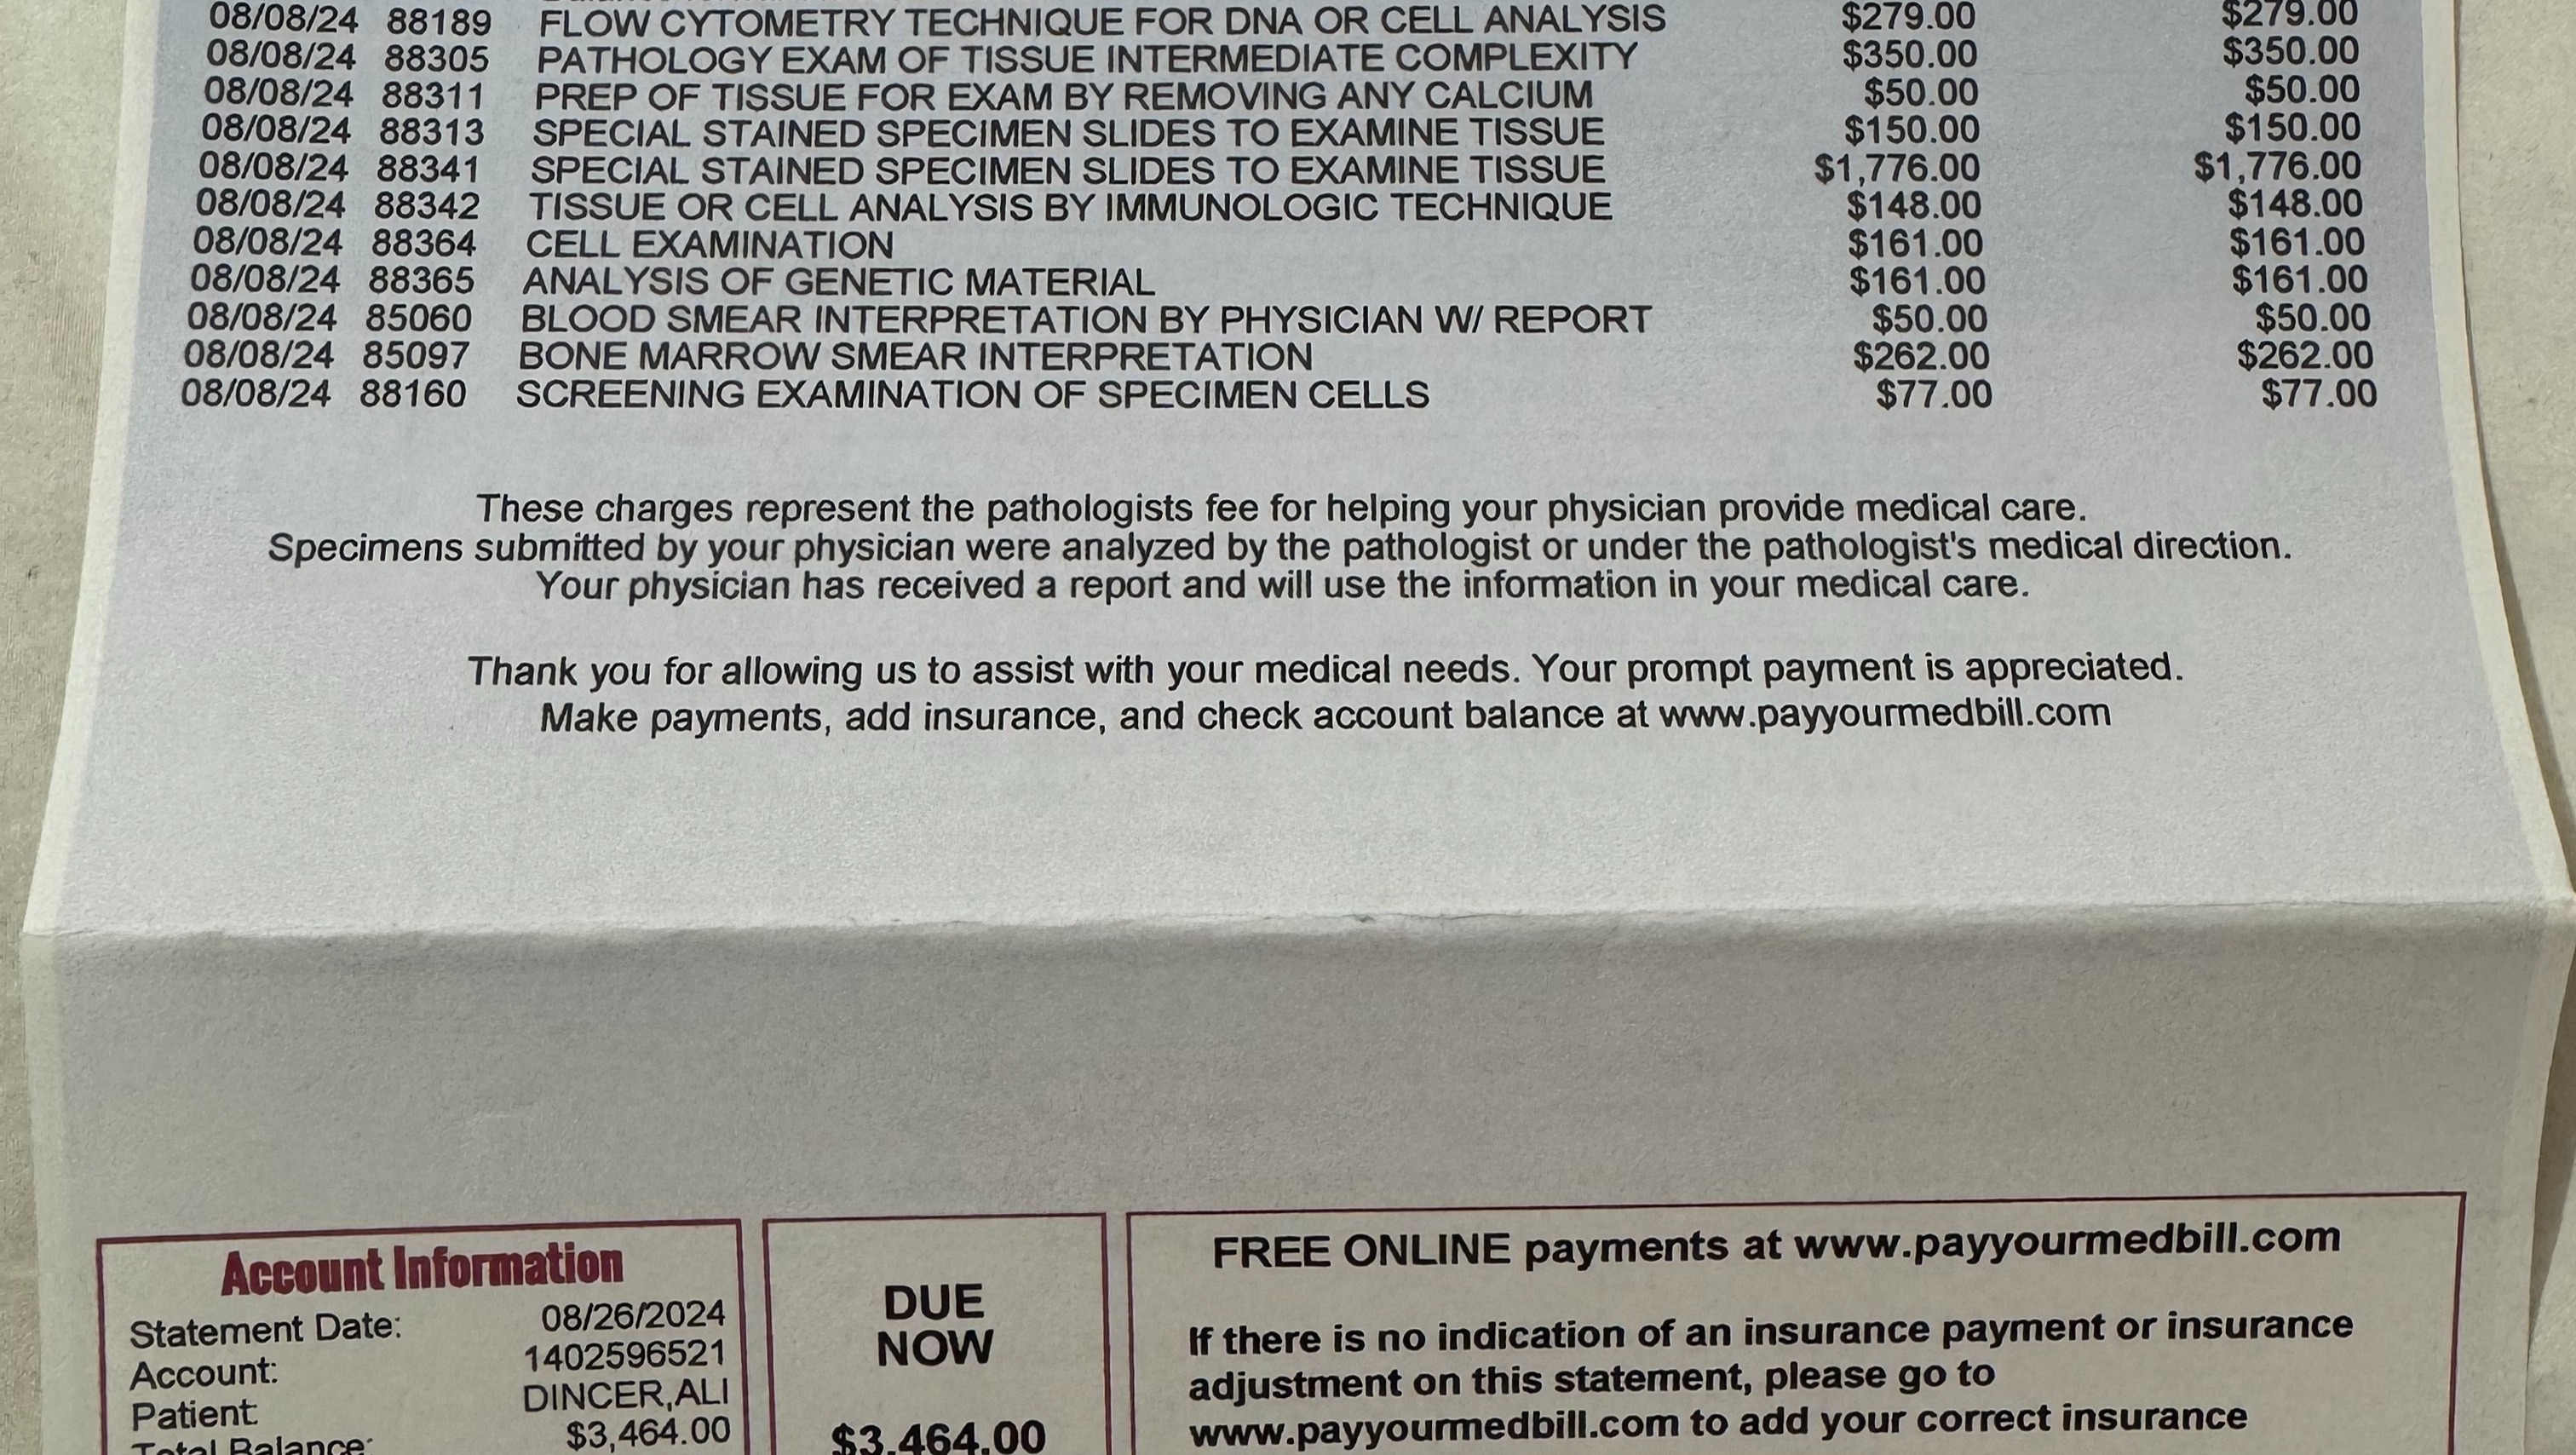 08/08/24 88189 FLOW CYTOMETRY TECHNIQUE FOR DNA OR CELL ANALYSIS $279.00 $279.00
08/08/24 88305 PATHOLOGY EXAM OF TISSUE INTERMEDIATE COMPLEXITY $350.00 $350.00
08/08/24 88311 PREP OF TISSUE FOR EXAM BY REMOVING ANY CALCIUM $50.00 $50.00
08/08/24 88313 SPECIAL STAINED SPECIMEN SLIDES TO EXAMINE TISSUE $150.00 $150.00
08/08/24 88341 SPECIAL STAINED SPECIMEN SLIDES TO EXAMINE TISSUE $1,776.00 $1,776.00
08/08/24 88342 TISSUE OR CELL ANALYSIS BY IMMUNOLOGIC TECHNIQUE $148.00 $148.00
08/08/24 88364 CELL EXAMINATION $161.00 $161.00
08/08/24 88365 ANALYSIS OF GENETIC MATERIAL $161.00 $161.00
08/08/24 85060 BLOOD SMEAR INTERPRETATION BY PHYSICIAN W/ REPORT $50.00 $50.00
08/08/24 85097 BONE MARROW SMEAR INTERPRETATION $262.00 $262.00
08/08/24 88160 SCREENING EXAMINATION OF SPECIMEN CELLS $77.00 $77.00
These charges represent the pathologists fee for helping your physician provide medical care.
Specimens submitted by your physician were analyzed by the pathologist or under the pathologist's medical direction.
Your physician has received a report and will use the information in your medical care.
Thank you for allowing us to assist with your medical needs. Your prompt payment is appreciated.
Make payments, add insurance, and check account balance at www.payyourmedbill.com
Account Information
Statement Date: 08/26/2024
Account: 1402596521
Patient: DINCER,ALI
Total Balance: $3,464.00
DUE
NOW
$3,464.00
FREE ONLINE payments at www.payyourmedbill.com
If there is no indication of an insurance payment or insurance
adjustment on this statement, please go to
www.payyourmedbill.com to add your correct insurance